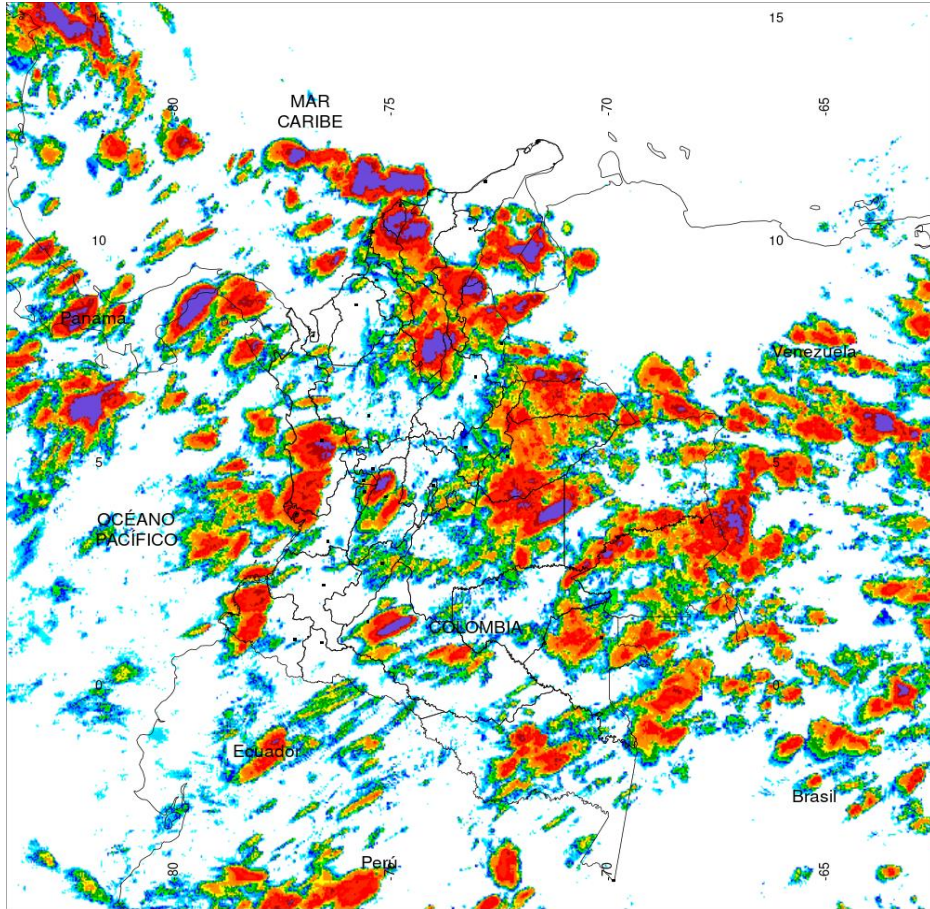 15
15
-80
-75
-70
-65
MAR
CARIBE
10
10
Panamá
Venezuela
5
5
OCÉANO
PACÍFICO
COLOMBIA
0
0
Ecuador
Brasil
Perú
-80
-75
-70
-65